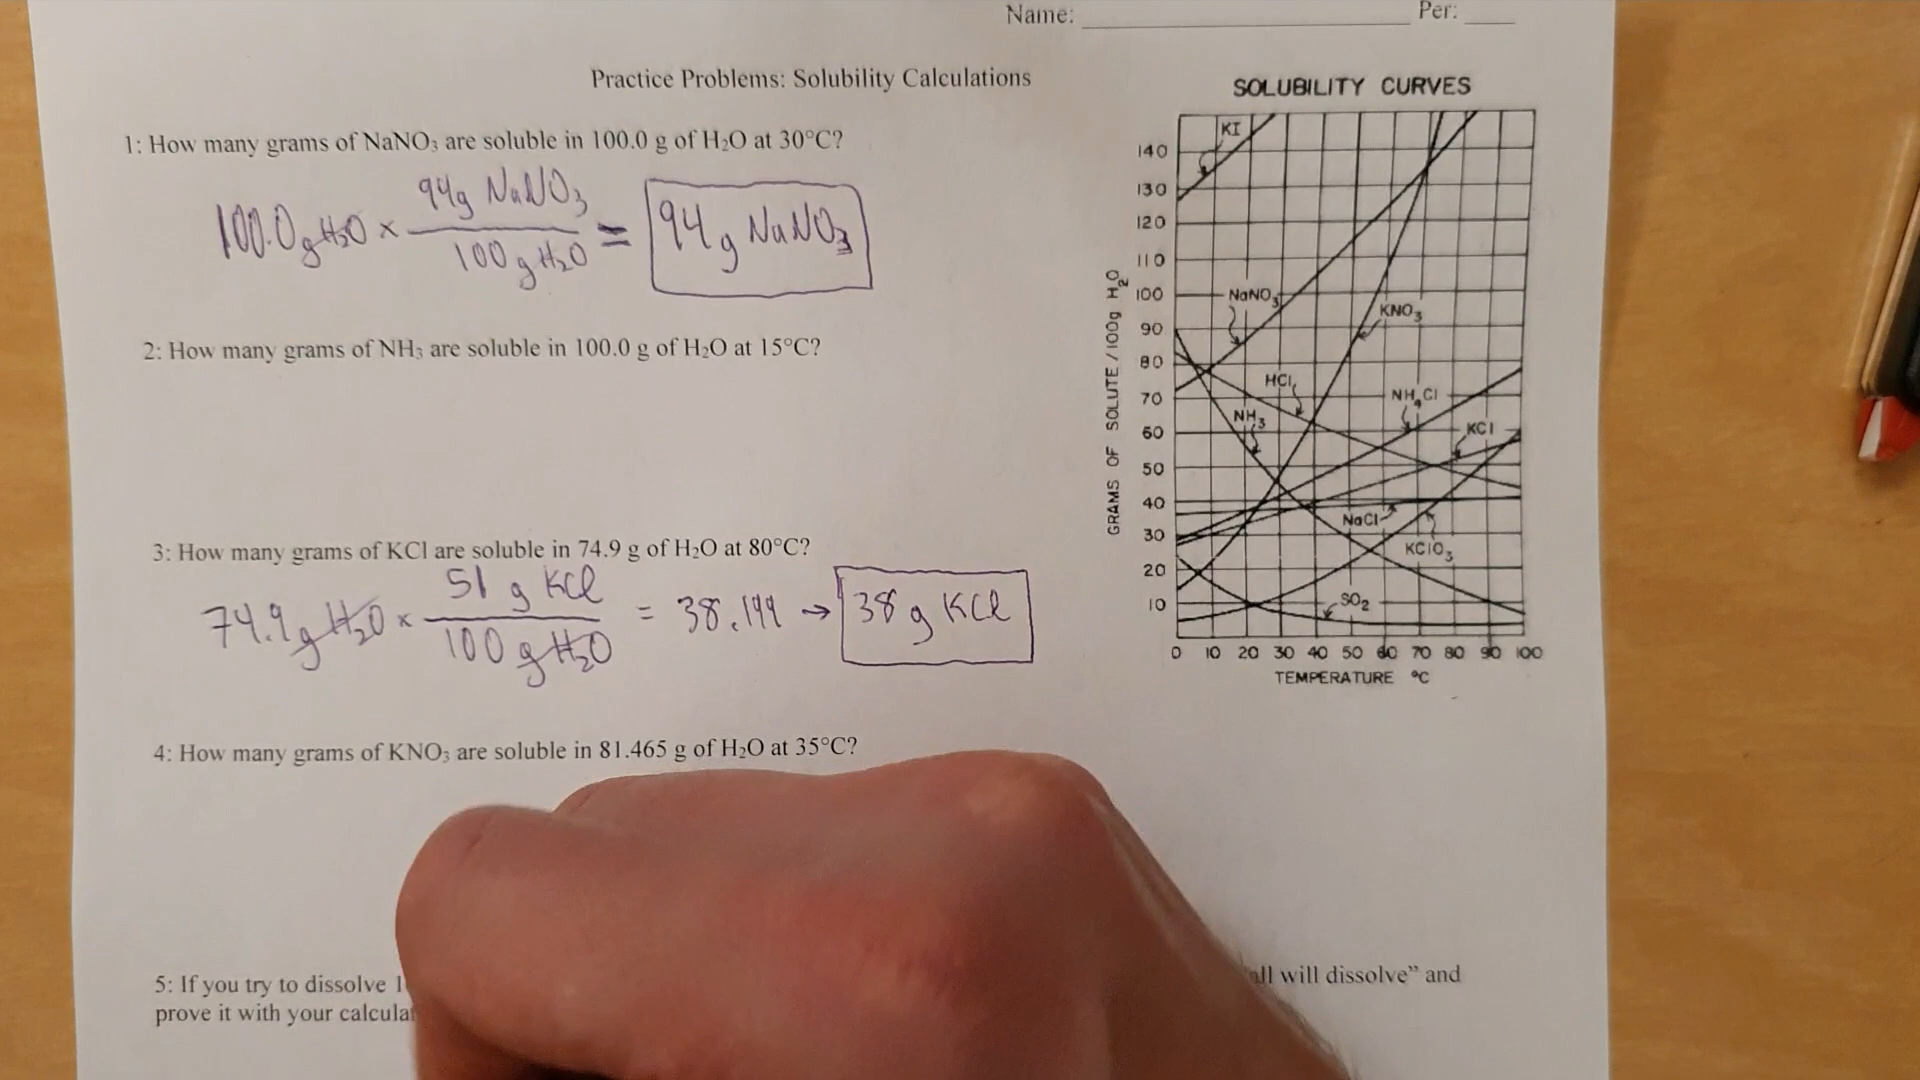 Name: ____________ Per: ____
Practice Problems: Solubility Calculations
1: How many grams of NaNO₃ are soluble in 100.0 g of H₂O at 30°C?
94g NaNO₃
100.0 g H₂O × ――― = 94 g NaNO₃
100 g H₂O
2: How many grams of NH₃ are soluble in 100.0 g of H₂O at 15°C?
3: How many grams of KCl are soluble in 74.9 g of H₂O at 80°C?
51 g KCl
74.9 g H₂O × ――― = 38.199 → 38 g KCl
100 g H₂O
4: How many grams of KNO₃ are soluble in 81.465 g of H₂O at 35°C?
5: If you try to dissolve
all will dissolve” and
prove it with your
SOLUBILITY CURVES
GRAMS OF SOLUTE / 100g H₂O
140
130
120
110
100
90
80
70
60
50
40
30
20
10
KI
NaNO₃
KNO₃
HCl
NH₄Cl
NH₃
KCl
NaCl
KClO₃
SO₂
0 10 20 30 40 50 60 70 80 90 100
TEMPERATURE °C